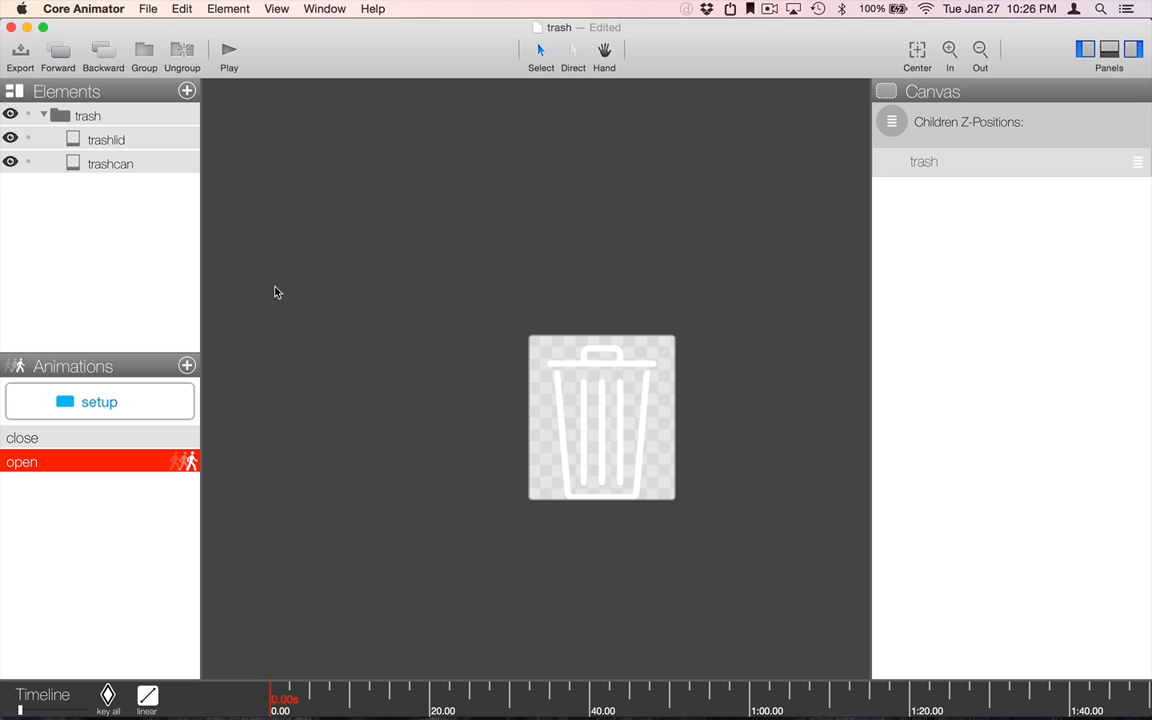 Core Animator File Edit Element View Window Help 100% Tue Jan 27 10:26 PM
trash — Edited
Export Forward Backward Group Ungroup Play Select Direct Hand Center In Out Panels
Elements
trash
trashlid
trashcan
Animations
setup
close
open
Canvas
Children Z-Positions:
trash
Timeline
key all
linear
0.00s
0.00 20.00 40.00 1:00.00 1:20.00 1:40.00